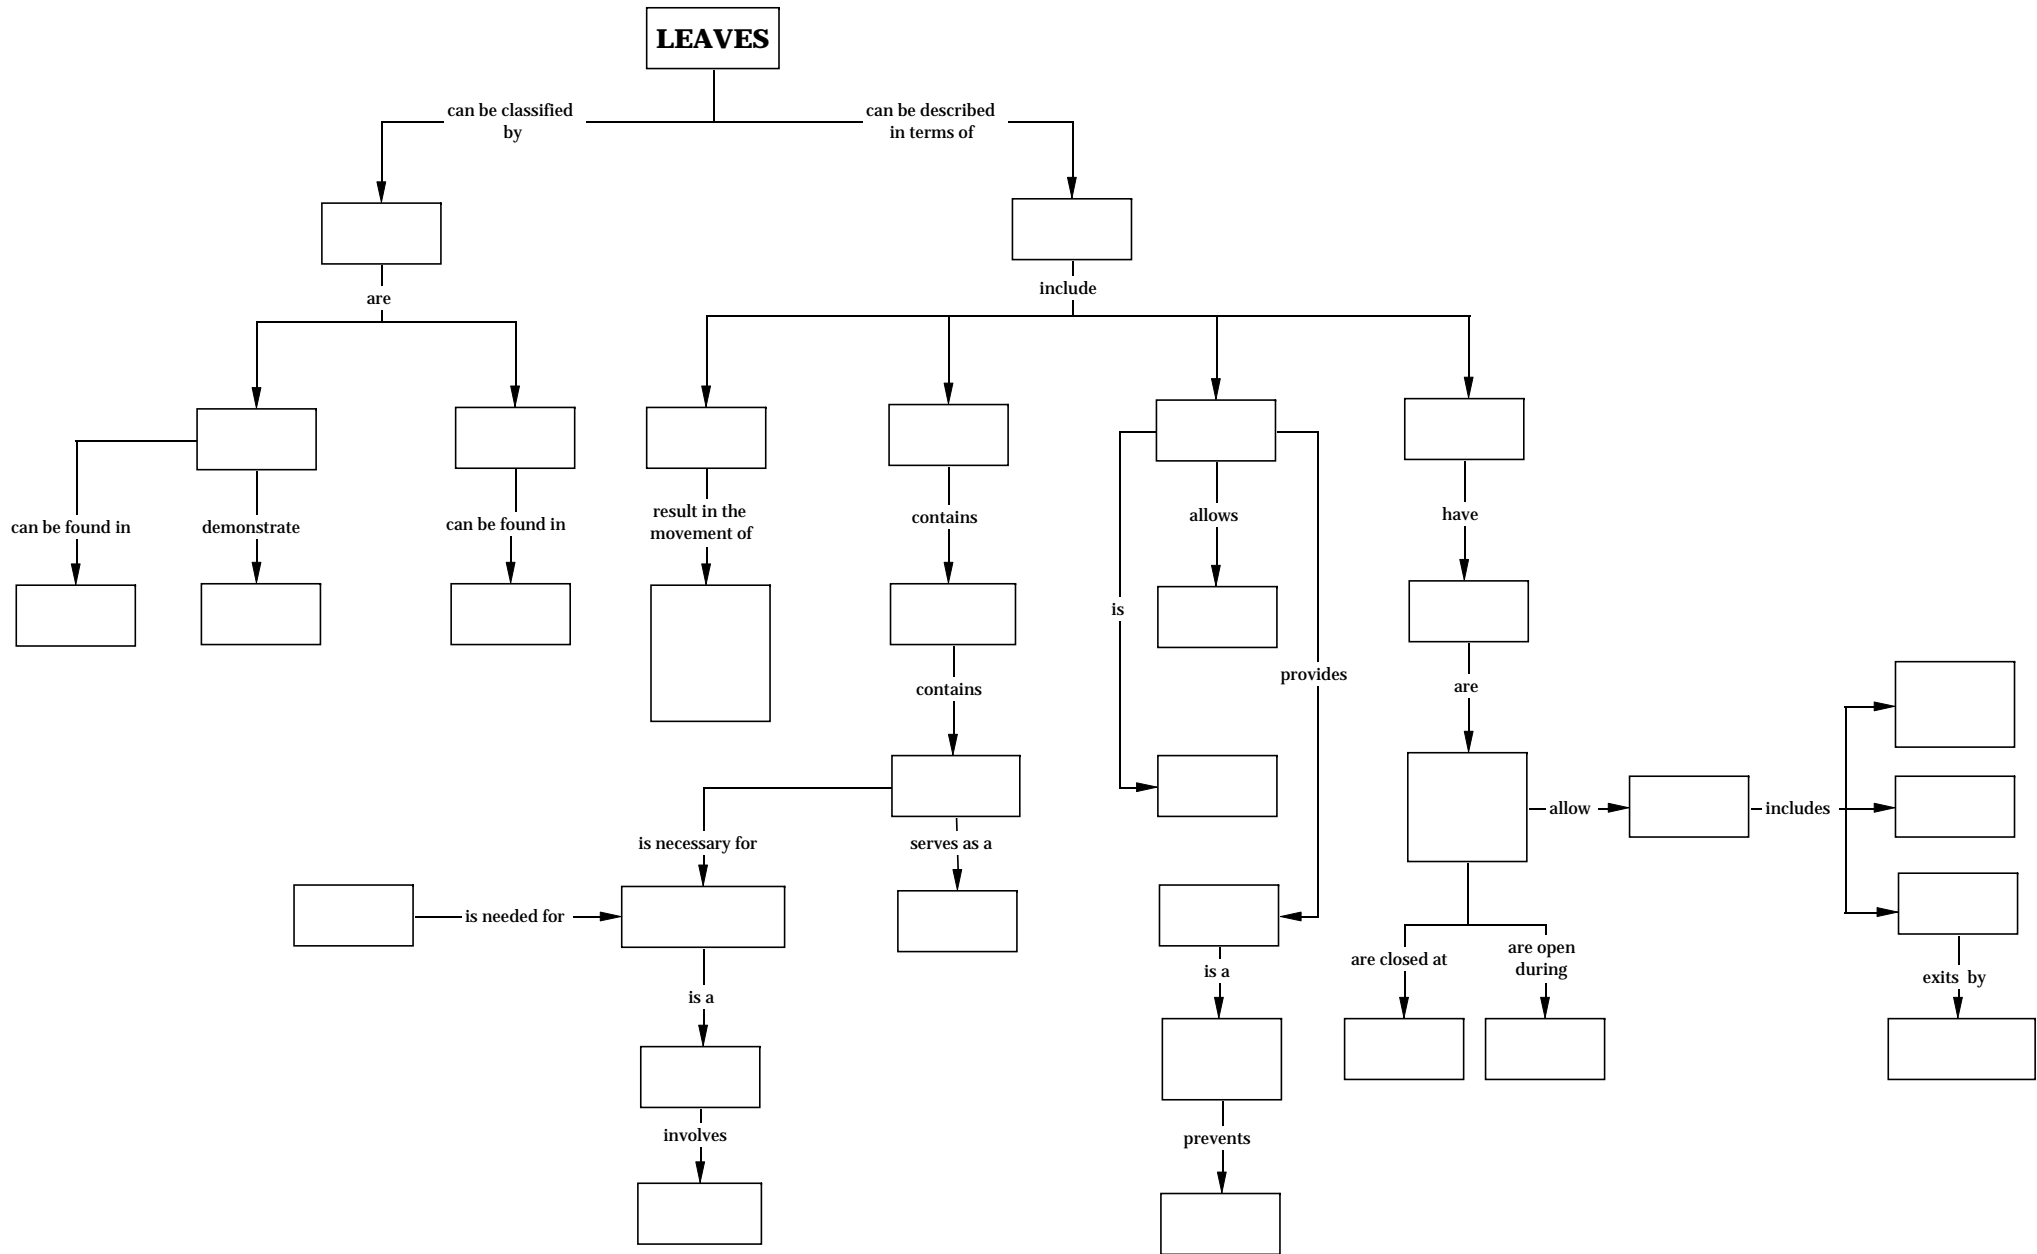 LEAVES
can be classified
by
can be described
in terms of
are
include
can be found in
demonstrate
can be found in
result in the
movement of
contains
allows
have
is
provides
contains
are
is necessary for
serves as a
allow
includes
is needed for
is a
is a
are closed at
are open
during
exits by
involves
prevents